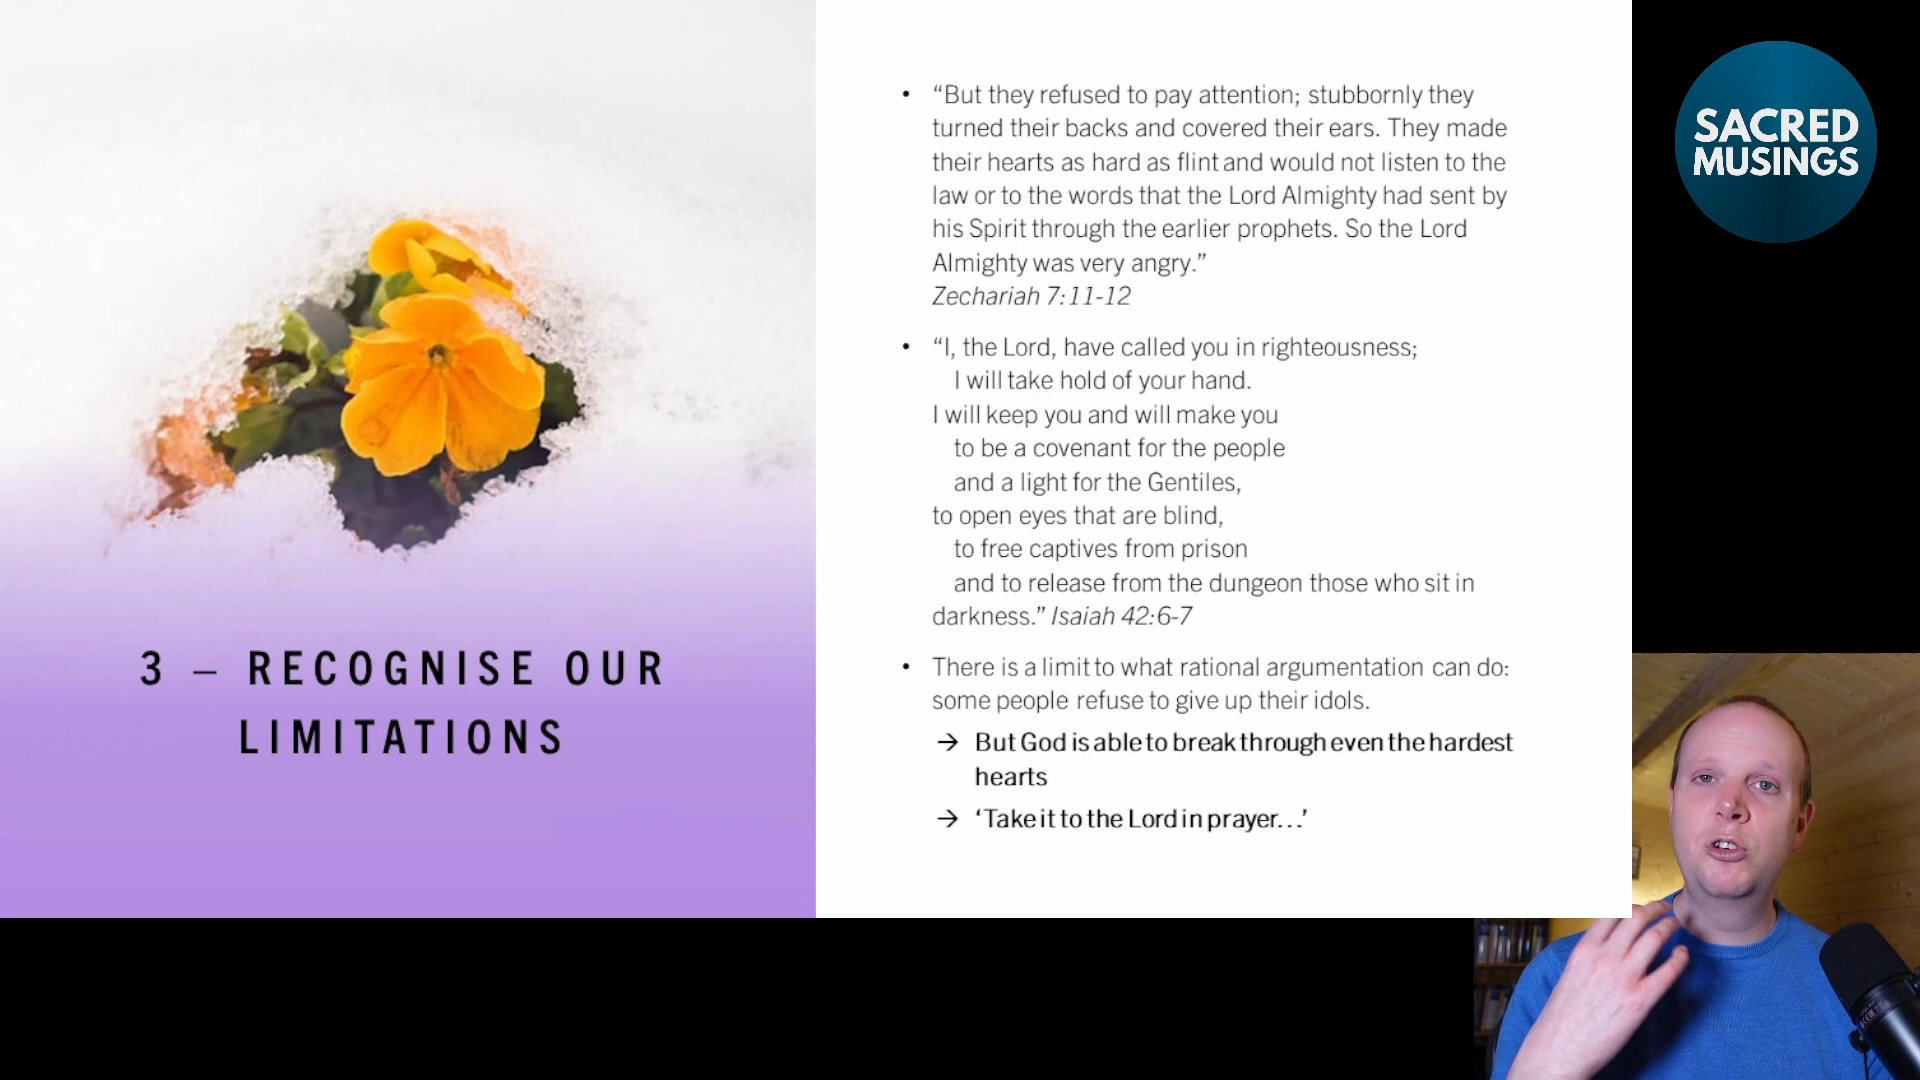 3 – RECOGNISE OUR
LIMITATIONS
• “But they refused to pay attention; stubbornly they
turned their backs and covered their ears. They made
their hearts as hard as flint and would not listen to the
law or to the words that the Lord Almighty had sent by
his Spirit through the earlier prophets. So the Lord
Almighty was very angry.”
Zechariah 7:11-12
• “I, the Lord, have called you in righteousness;
I will take hold of your hand.
I will keep you and will make you
to be a covenant for the people
and a light for the Gentiles,
to open eyes that are blind,
to free captives from prison
and to release from the dungeon those who sit in
darkness.” Isaiah 42:6-7
• There is a limit to what rational argumentation can do:
some people refuse to give up their idols.
→ But God is able to break through even the hardest
hearts
→ ‘Take it to the Lord in prayer…’
SACRED
MUSINGS